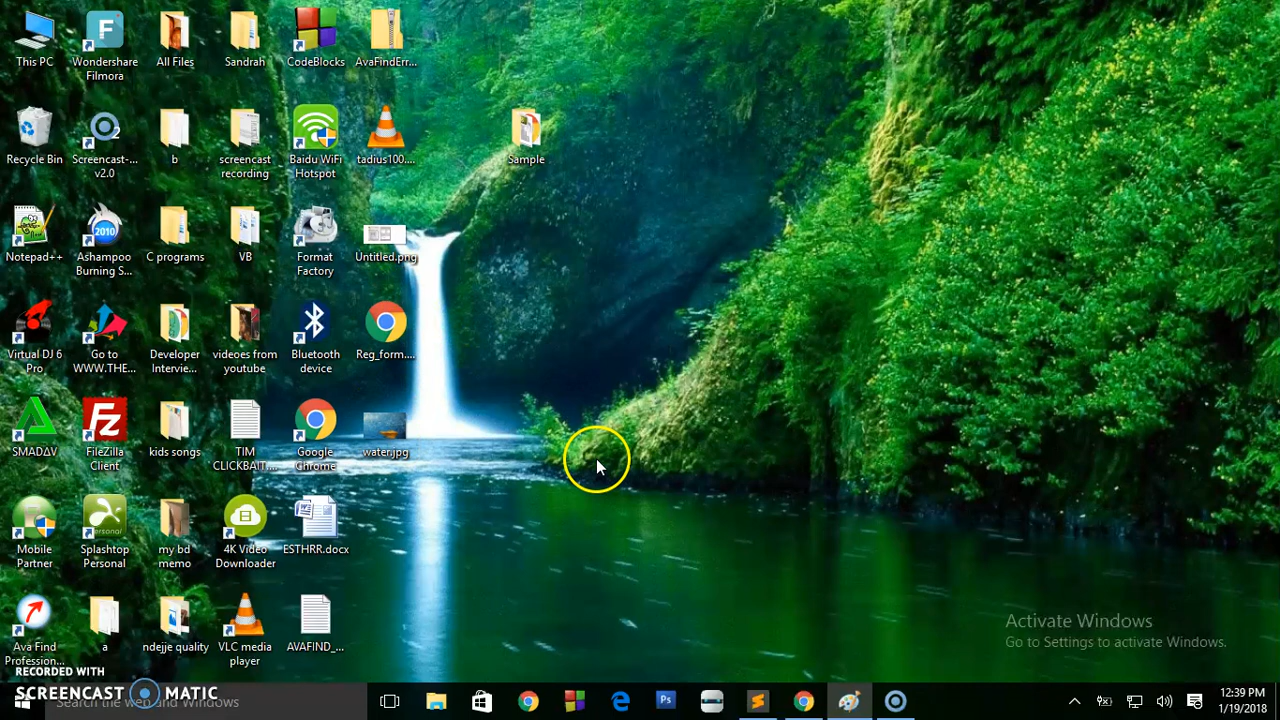 This PC
Wondershare
Filmora
All Files
Sandrah
CodeBlocks
AvaFindErr...
Recycle Bin
Screencast-...
v2.0
b
screencast
recording
Baidu WiFi
Hotspot
tadius100....
Sample
Notepad++
Ashampoo
Burning S...
C programs
VB
Format
Factory
Untitled.png
Virtual DJ 6
Pro
Go to
WWW.THE...
Developer
Intervie...
videoes from
youtube
Bluetooth
device
Reg_form....
SMADΔV
FileZilla
Client
kids songs
TIM
CLICKBAIT....
Google
Chrome
water.jpg
Mobile
Partner
Splashtop
Personal
my bd
memo
4K Video
Downloader
ESTHRR.docx
Ava Find
Profession...
a
ndejje quality
VLC media
player
AVAFIND_...
Activate Windows
Go to Settings to activate Windows.
RECORDED WITH
SCREENCAST MATIC
Search the web and Windows
Ps
12:39 PM
1/19/2018